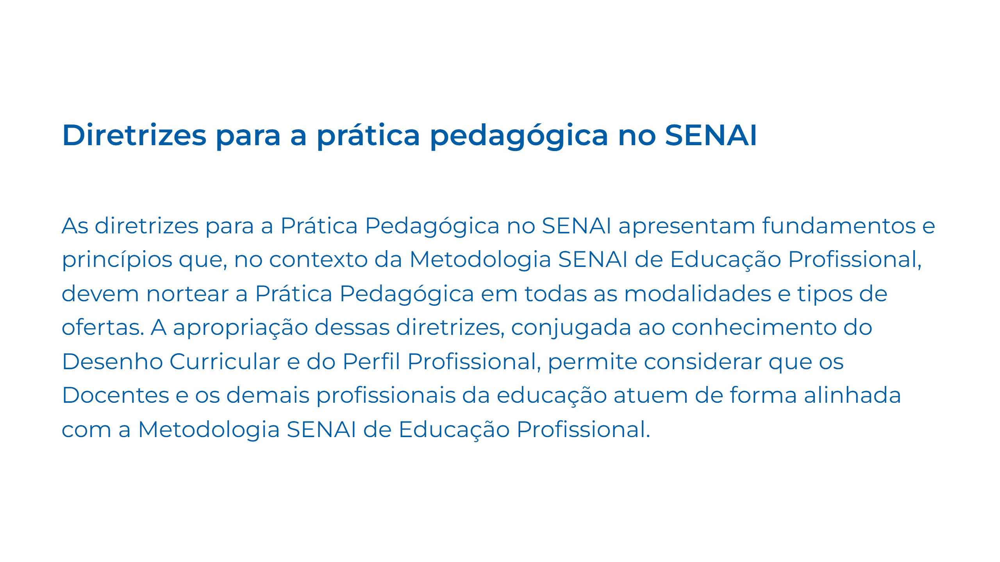 Diretrizes para a prática pedagógica no SENAI
As diretrizes para a Prática Pedagógica no SENAI apresentam fundamentos e
princípios que, no contexto da Metodologia SENAI de Educação Profissional,
devem nortear a Prática Pedagógica em todas as modalidades e tipos de
ofertas. A apropriação dessas diretrizes, conjugada ao conhecimento do
Desenho Curricular e do Perfil Profissional, permite considerar que os
Docentes e os demais profissionais da educação atuem de forma alinhada
com a Metodologia SENAI de Educação Profissional.